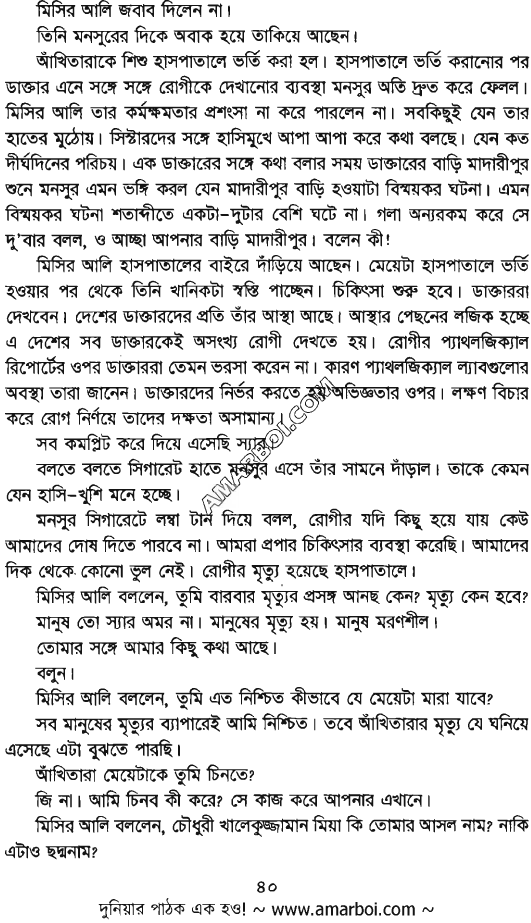 মিসির আলি জবাব দিলেন না।
তিনি মনসুরের দিকে অবাক হয়ে তাকিয়ে আছেন।
আঁখিতারাকে শিশু হাসপাতালে ভর্তি করা হল। হাসপাতালে ভর্তি করানোর পর
ডাক্তার এনে সঙ্গে সঙ্গে রোগীকে দেখানোর ব্যবস্থা মনসুর অতি দ্রুত করে ফেলল।
মিসির আলি তার কর্মক্ষমতার প্রশংসা না করে পারলেন না। সবকিছুই যেন তার
হাতের মুঠোয়। সিস্টারদের সঙ্গে হাসিমুখে আপা আপা করে কথা বলছে। যেন কত
দীর্ঘদিনের পরিচয়। এক ডাক্তারের সঙ্গে কথা বলার সময় ডাক্তারের বাড়ি মাদারীপুর
শুনে মনসুর এমন ভঙ্গি করল যেন মাদারীপুর বাড়ি হওয়াটা বিস্ময়কর ঘটনা। এমন
বিস্ময়কর ঘটনা শতাব্দীতে একটা-দুটার বেশি ঘটে না। গলা অন্যরকম করে সে
দু'বার বলল, ও আচ্ছা আপনার বাড়ি মাদারীপুর। বলেন কী!
মিসির আলি হাসপাতালের বাইরে দাঁড়িয়ে আছেন। মেয়েটা হাসপাতালে ভর্তি
হওয়ার পর থেকে তিনি খানিকটা স্বস্তি পাচ্ছেন। চিকিৎসা শুরু হবে। ডাক্তাররা
দেখবেন। দেশের ডাক্তারদের প্রতি তাঁর আস্থা আছে। আস্থার পেছনের লজিক হচ্ছে
এ দেশের সব ডাক্তারকেই অসংখ্য রোগী দেখতে হয়। রোগীর প্যাথলজিক্যাল
রিপোর্টের ওপর ডাক্তাররা তেমন ভরসা করেন না। কারণ প্যাথলজিক্যাল ল্যাবগুলোর
অবস্থা তারা জানেন। ডাক্তারদের নির্ভর করতে হয় অভিজ্ঞতার ওপর। লক্ষণ বিচার
করে রোগ নির্ণয়ে তাদের দক্ষতা অসামান্য।
সব কমপ্লিট করে দিয়ে এসেছি স্যার।
বলতে বলতে সিগারেট হাতে মনসুর এসে তাঁর সামনে দাঁড়াল। তাকে কেমন
যেন হাসি-খুশি মনে হচ্ছে।
মনসুর সিগারেটে লম্বা টান দিয়ে বলল, রোগীর যদি কিছু হয়ে যায় কেউ
আমাদের দোষ দিতে পারবে না। আমরা প্রপার চিকিৎসার ব্যবস্থা করেছি। আমাদের
দিক থেকে কোনো ভুল নেই। রোগীর মৃত্যু হয়েছে হাসপাতালে।
মিসির আলি বললেন, তুমি বারবার মৃত্যুর প্রসঙ্গ আনছ কেন? মৃত্যু কেন হবে?
মানুষ তো স্যার অমর না। মানুষের মৃত্যু হয়। মানুষ মরণশীল।
তোমার সঙ্গে আমার কিছু কথা আছে।
বলুন।
মিসির আলি বললেন, তুমি এত নিশ্চিত কীভাবে যে মেয়েটা মারা যাবে?
সব মানুষের মৃত্যুর ব্যাপারেই আমি নিশ্চিত। তবে আঁখিতারার মৃত্যু যে ঘনিয়ে
এসেছে এটা বুঝতে পারছি।
আঁখিতারা মেয়েটাকে তুমি চিনতে?
জি না। আমি চিনব কী করে? সে কাজ করে আপনার এখানে।
মিসির আলি বললেন, চৌধুরী খালেকুজ্জামান মিয়া কি তোমার আসল নাম? নাকি
এটাও ছদ্মনাম?
AMARBOI.COM
৪০
দুনিয়ার পাঠক এক হও! ~ www.amarboi.com ~